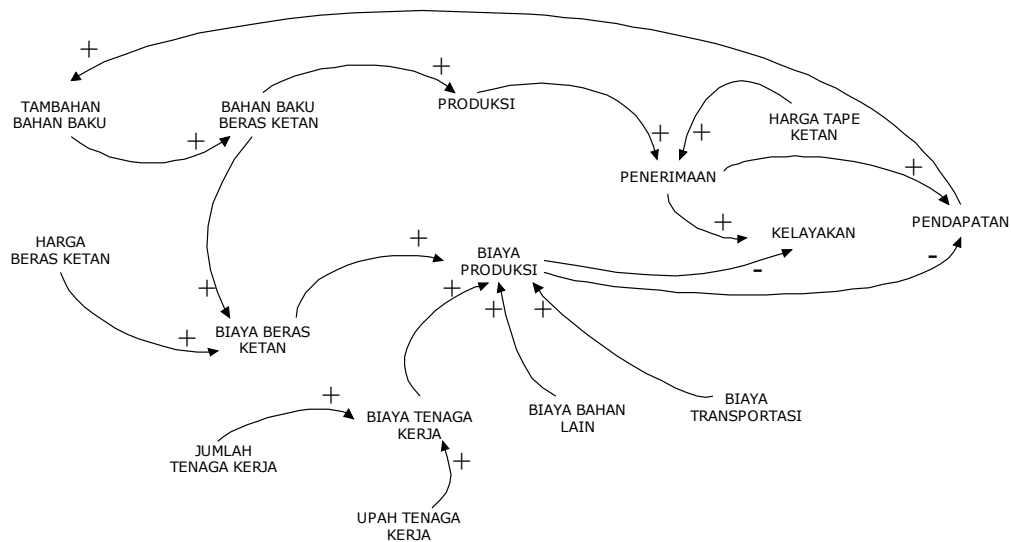 +
TAMBAHAN
BAHAN BAKU
+
BAHAN BAKU
BERAS KETAN
+
PRODUKSI
+
+
HARGA TAPE
KETAN
PENERIMAAN
+
+
KELAYAKAN
PENDAPATAN
HARGA
BERAS KETAN
+
BIAYA
PRODUKSI
-
-
+
+
BIAYA BERAS
KETAN
+
+
+
+
BIAYA TENAGA
KERJA
BIAYA BAHAN
LAIN
BIAYA
TRANSPORTASI
JUMLAH
TENAGA KERJA
+
UPAH TENAGA
KERJA